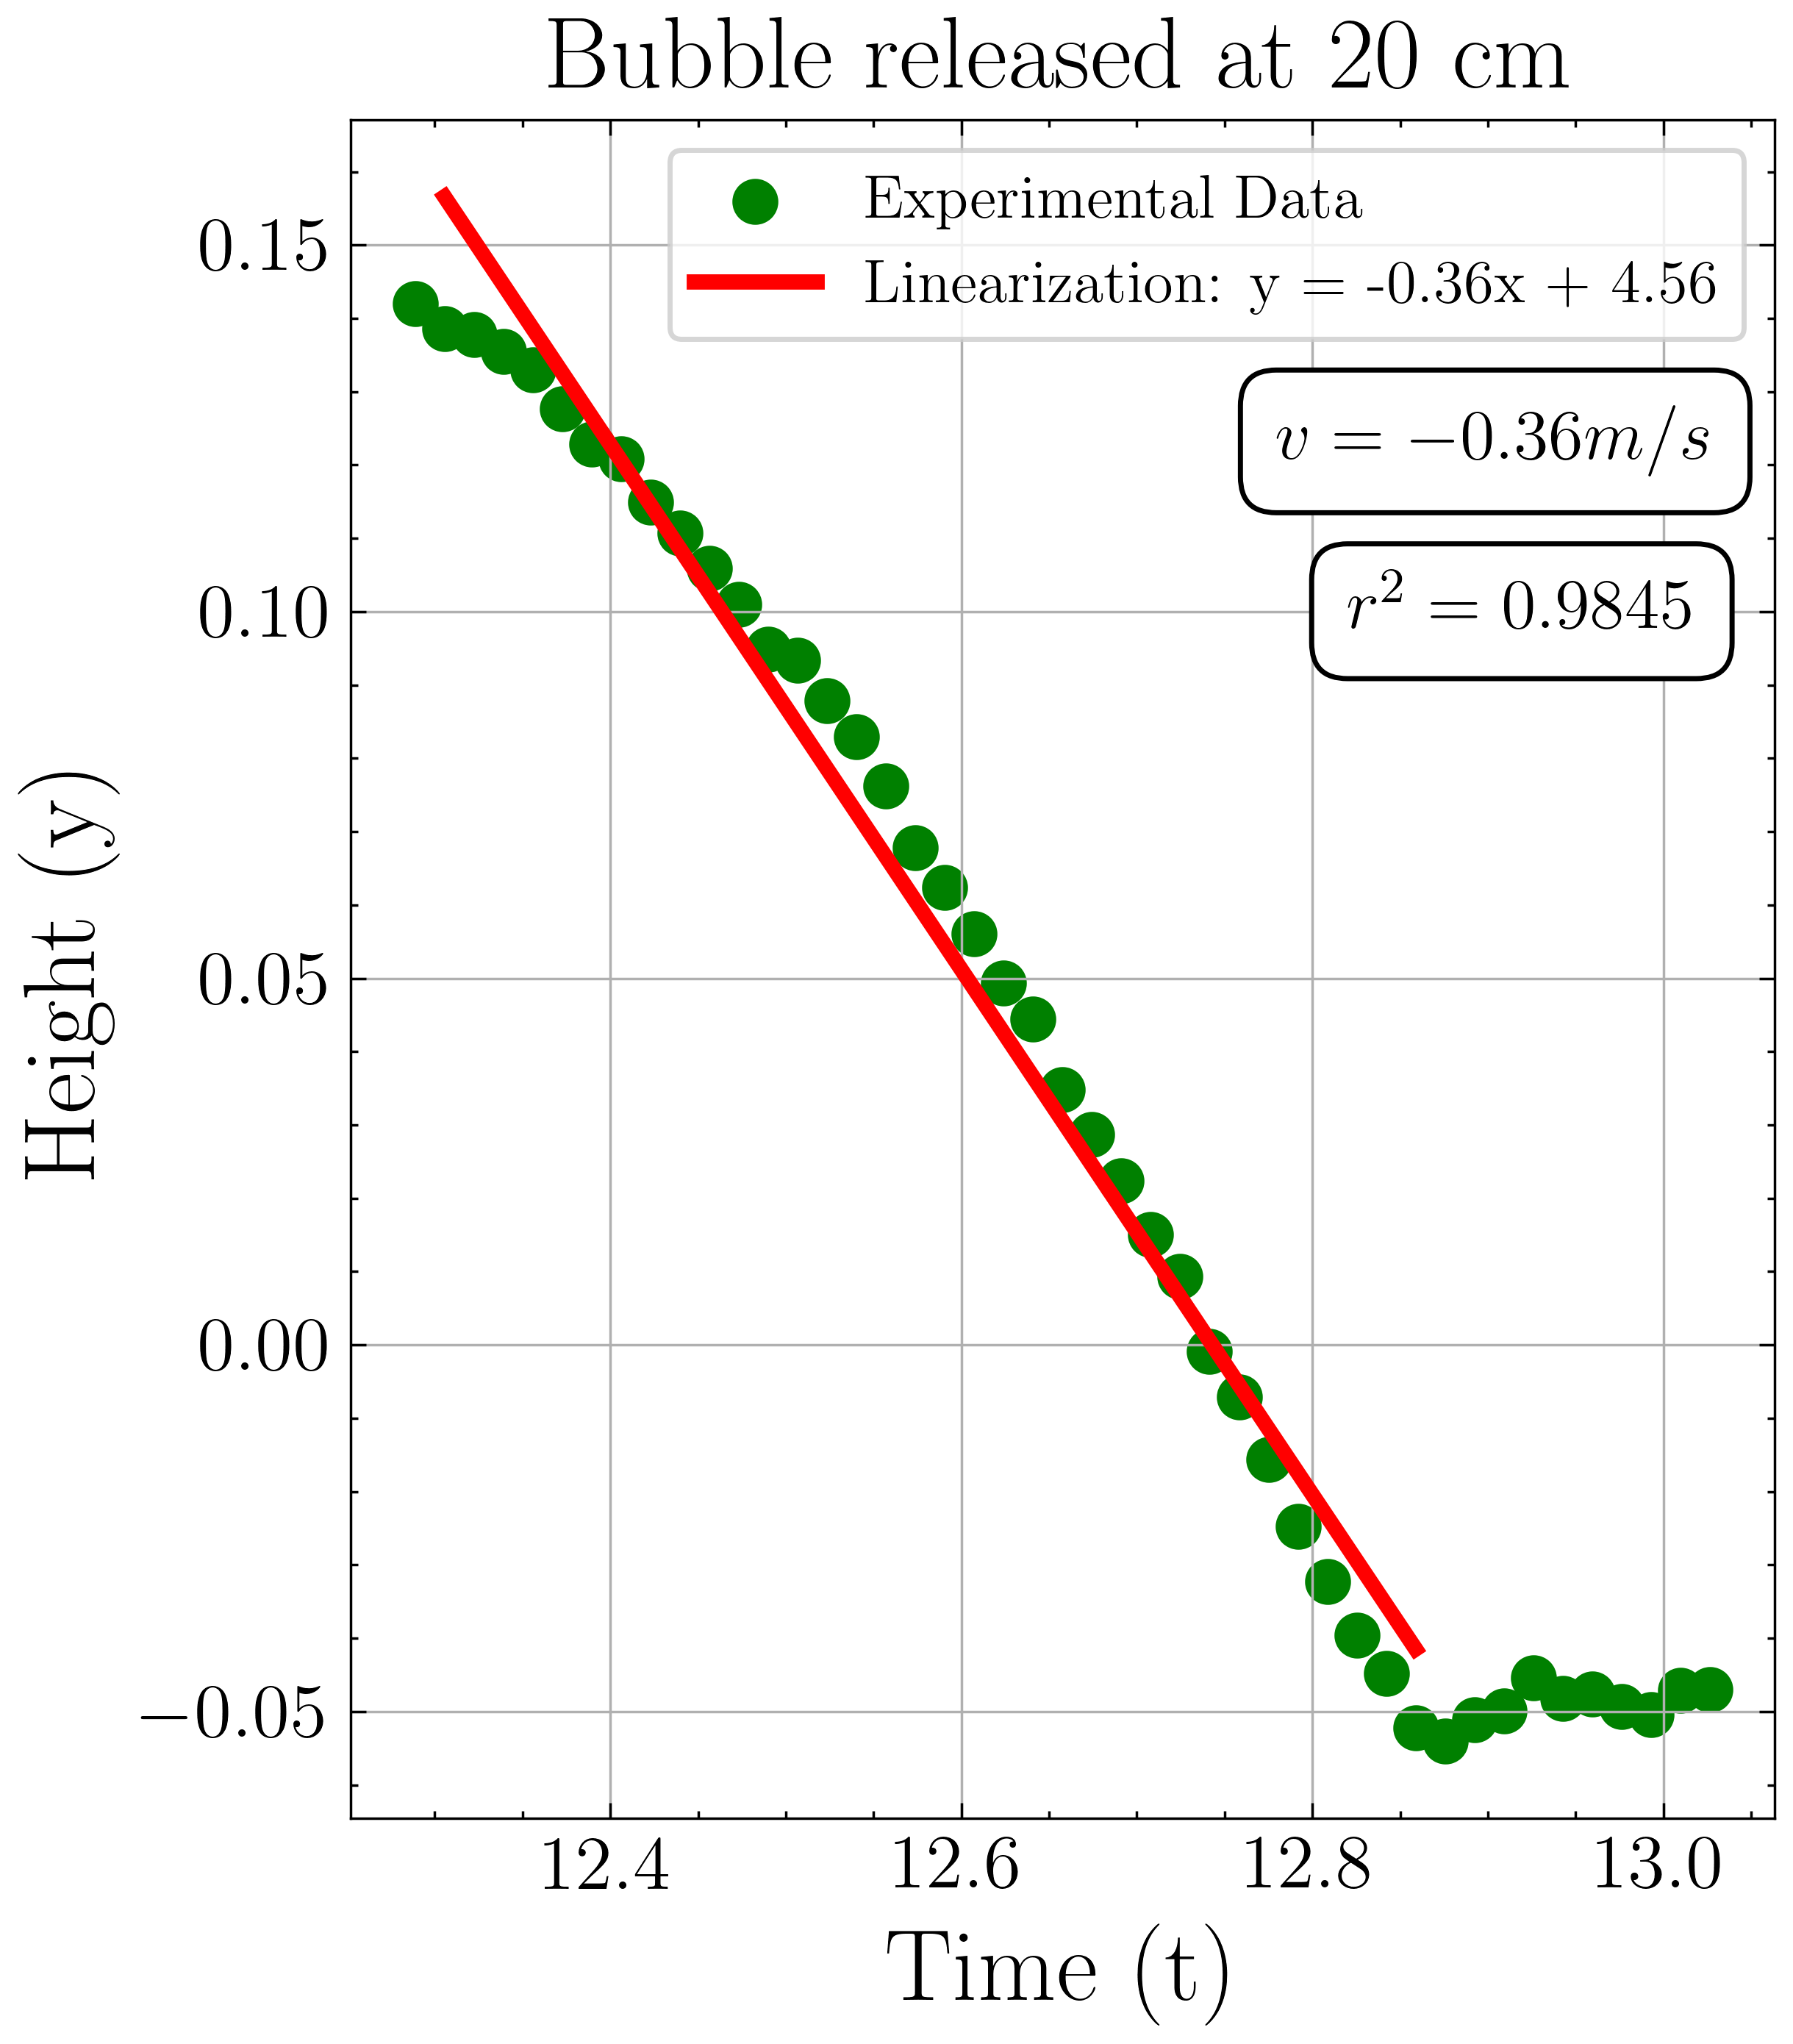 Bubble released at 20 cm
Experimental Data
Linearization: y = -0.36x + 4.56
v = −0.36m/s
r² = 0.9845
Height (y)
0.15
0.10
0.05
0.00
−0.05
12.4
12.6
12.8
13.0
Time (t)